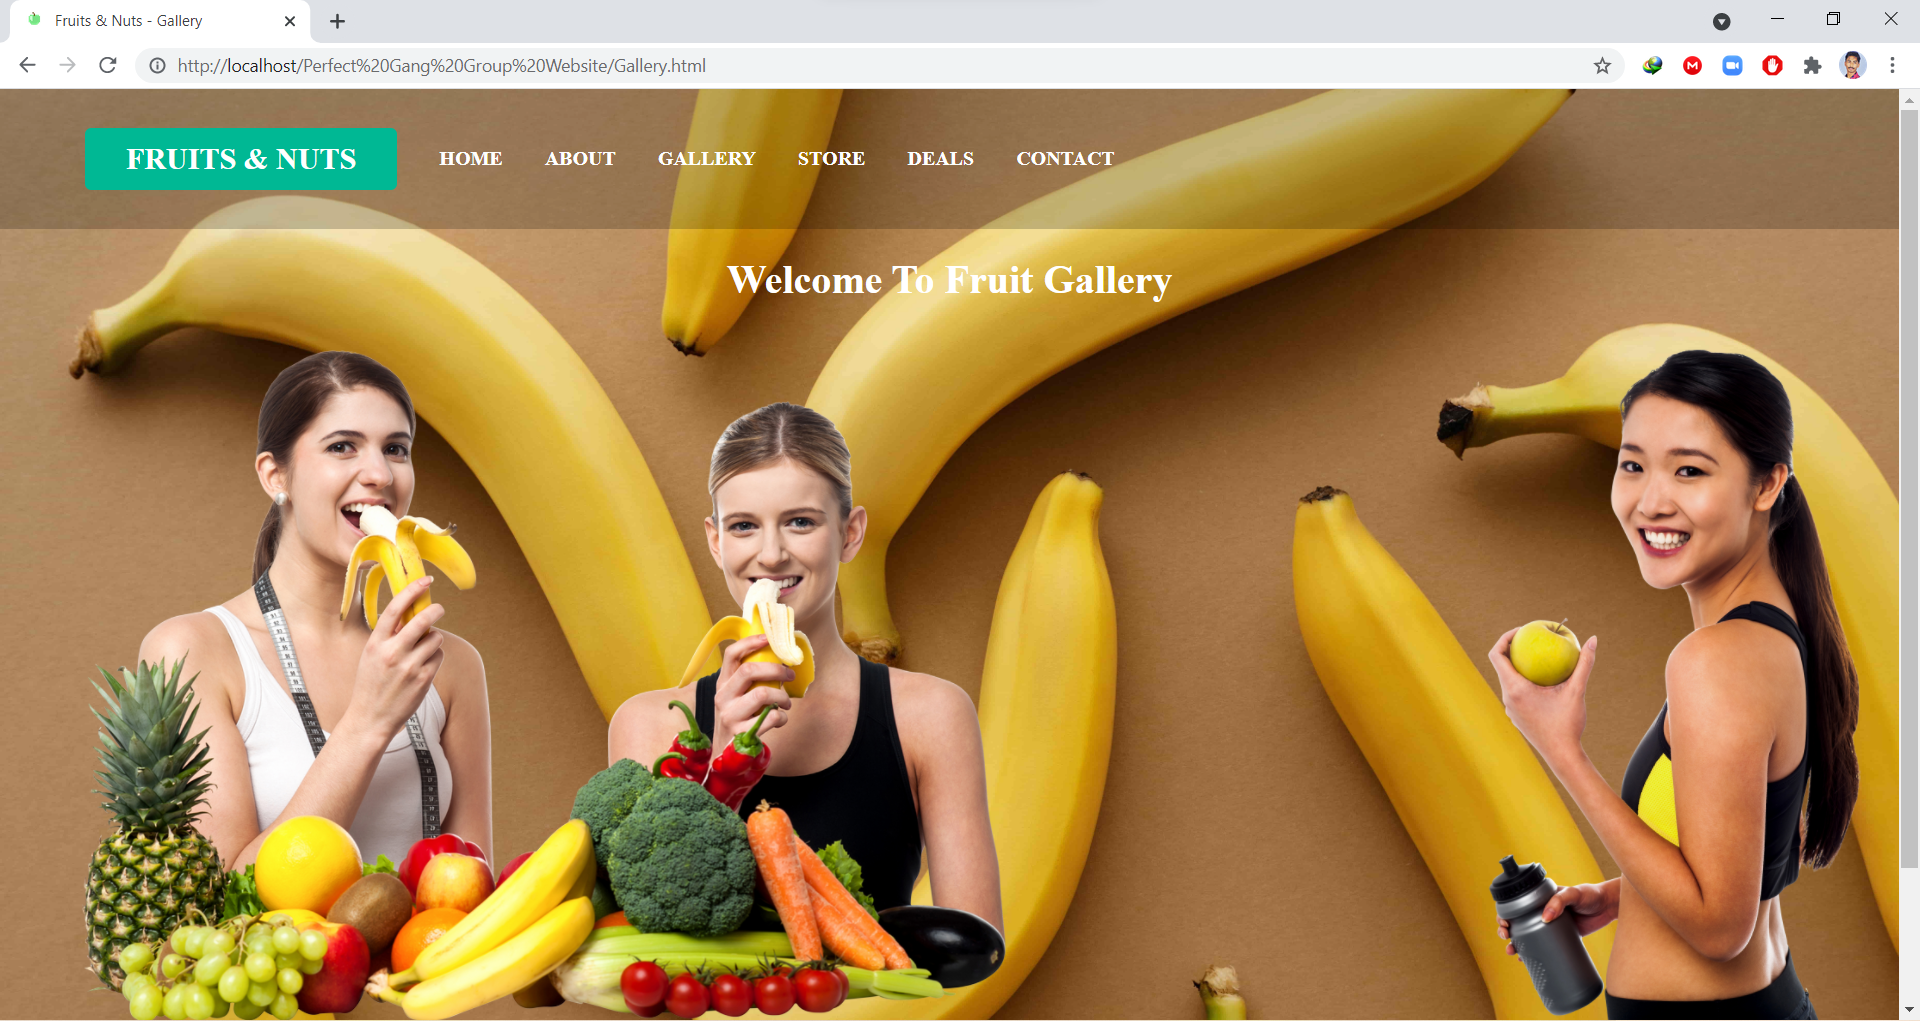 Fruits & Nuts - Gallery
http://localhost/Perfect%20Gang%20Group%20Website/Gallery.html
FRUITS & NUTS
HOME
ABOUT
GALLERY
STORE
DEALS
CONTACT
Welcome To Fruit Gallery